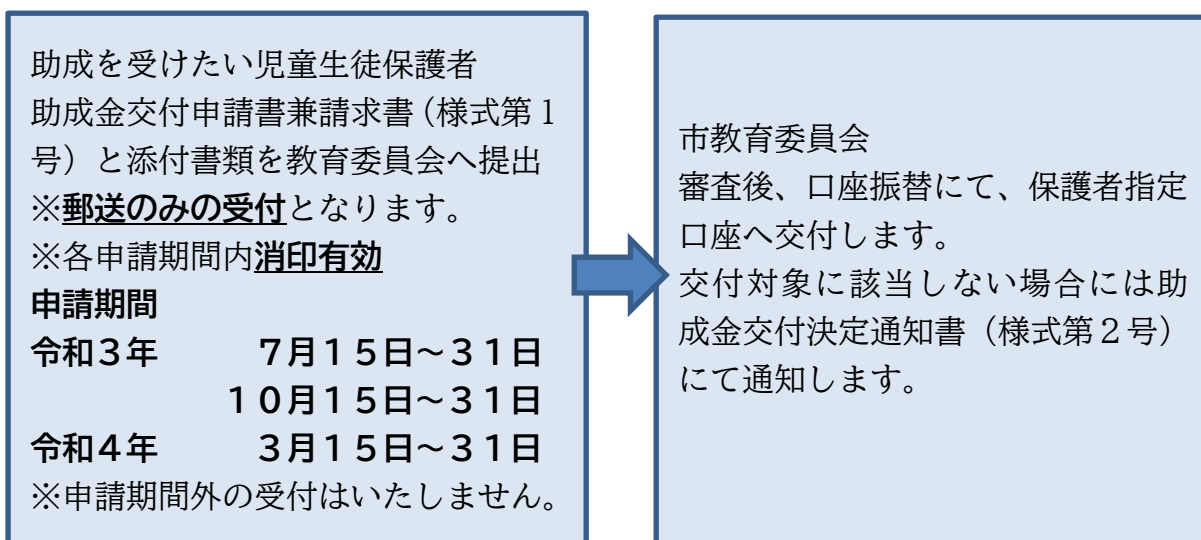 助成を受けたい児童生徒保護者
助成金交付申請書兼請求書（様式第１
号）と添付書類を教育委員会へ提出
※郵送のみの受付となります。
※各申請期間内消印有効
申請期間
令和３年　　　７月１５日～３１日
１０月１５日～３１日
令和４年　　　３月１５日～３１日
※申請期間外の受付はいたしません。
市教育委員会
審査後、口座振替にて、保護者指定
口座へ交付します。
交付対象に該当しない場合には助
成金交付決定通知書（様式第２号）
にて通知します。